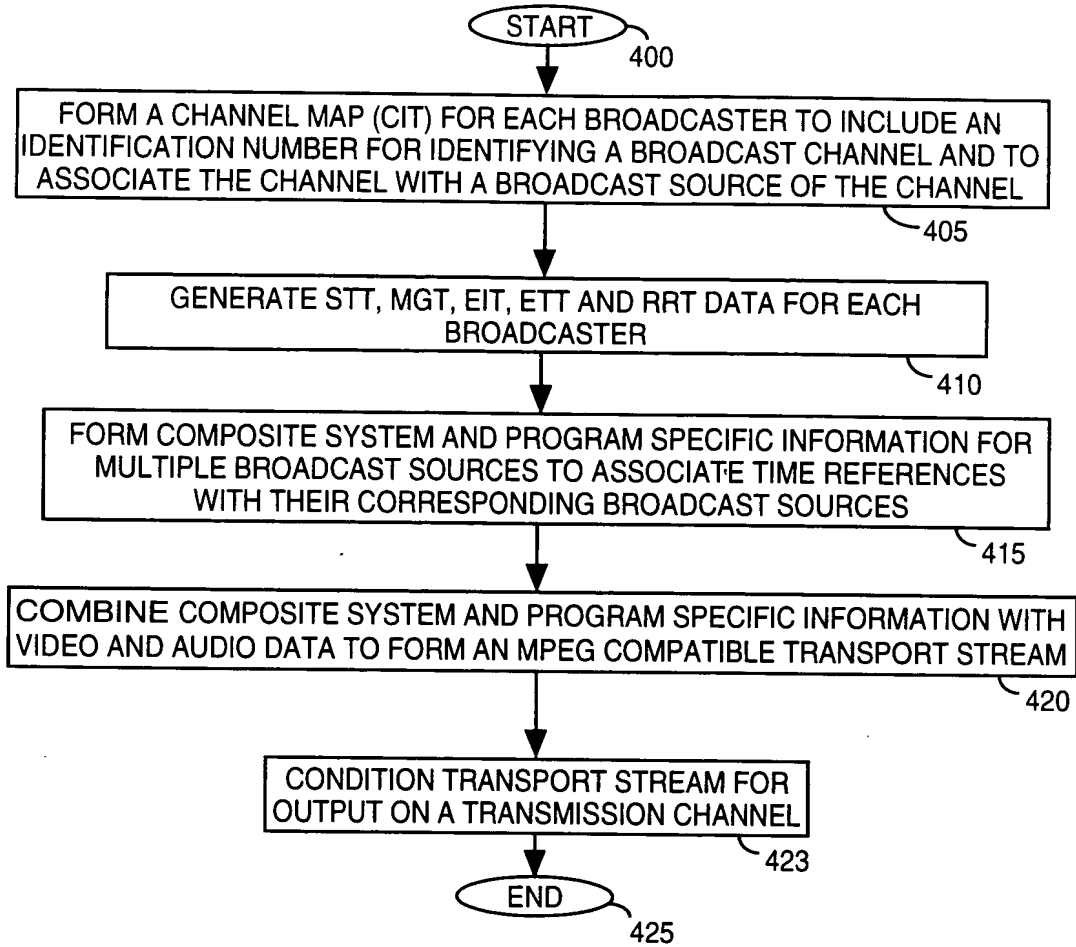 START
400
FORM A CHANNEL MAP (CIT) FOR EACH BROADCASTER TO INCLUDE AN
IDENTIFICATION NUMBER FOR IDENTIFYING A BROADCAST CHANNEL AND TO
ASSOCIATE THE CHANNEL WITH A BROADCAST SOURCE OF THE CHANNEL
405
GENERATE STT, MGT, EIT, ETT AND RRT DATA FOR EACH
BROADCASTER
410
FORM COMPOSITE SYSTEM AND PROGRAM SPECIFIC INFORMATION FOR
MULTIPLE BROADCAST SOURCES TO ASSOCIATE TIME REFERENCES
WITH THEIR CORRESPONDING BROADCAST SOURCES
415
COMBINE COMPOSITE SYSTEM AND PROGRAM SPECIFIC INFORMATION WITH
VIDEO AND AUDIO DATA TO FORM AN MPEG COMPATIBLE TRANSPORT STREAM
420
CONDITION TRANSPORT STREAM FOR
OUTPUT ON A TRANSMISSION CHANNEL
423
END
425